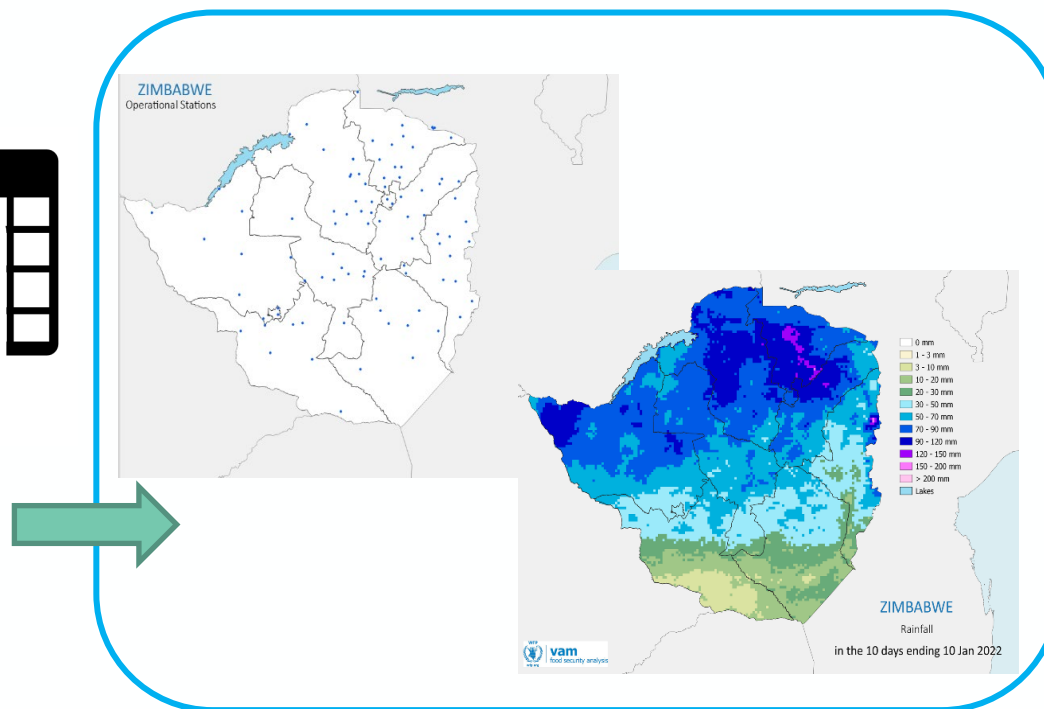 ZIMBABWE
Operational Stations
0 mm
1 - 3 mm
3 - 10 mm
10 - 20 mm
20 - 30 mm
30 - 50 mm
50 - 70 mm
70 - 90 mm
90 - 120 mm
120 - 150 mm
150 - 200 mm
> 200 mm
Lakes
ZIMBABWE
Rainfall
in the 10 days ending 10 Jan 2022
WFP
vam
food security analysis